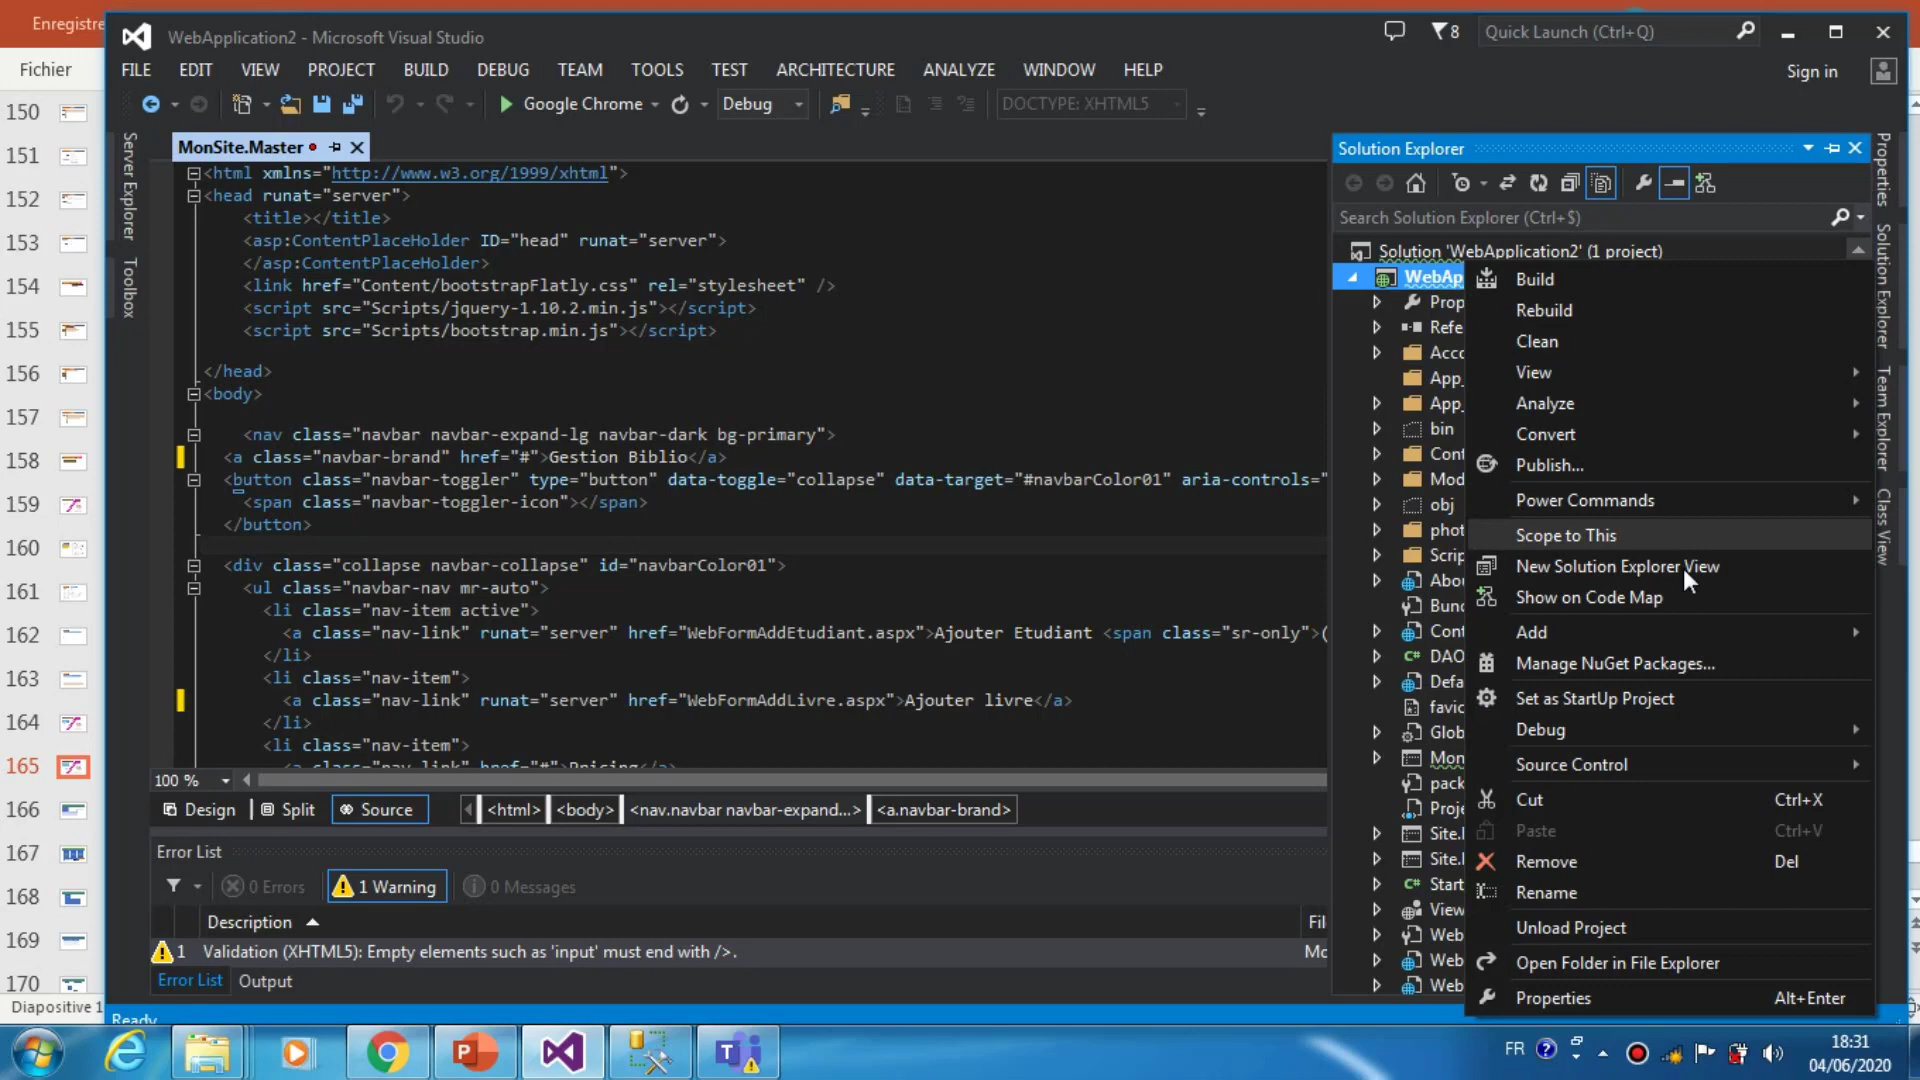 Enregistre
Fichier
150
151
152
153
154
155
156
157
158
159
160
161
162
163
164
165
166
167
168
169
170
Diapositive 1
WebApplication2 - Microsoft Visual Studio
8
Quick Launch (Ctrl+Q)
FILE EDIT VIEW PROJECT BUILD DEBUG TEAM TOOLS TEST ARCHITECTURE ANALYZE WINDOW HELP
Sign in
Google Chrome Debug DOCTYPE: XHTML5
Server Explorer
Toolbox
MonSite.Master
<html xmlns="http://www.w3.org/1999/xhtml">
<head runat="server">
<title></title>
<asp:ContentPlaceHolder ID="head" runat="server">
</asp:ContentPlaceHolder>
<link href="Content/bootstrapFlatly.css" rel="stylesheet" />
<script src="Scripts/jquery-1.10.2.min.js"></script>
<script src="Scripts/bootstrap.min.js"></script>
</head>
<body>
<nav class="navbar navbar-expand-lg navbar-dark bg-primary">
<a class="navbar-brand" href="#">Gestion Biblio</a>
<button class="navbar-toggler" type="button" data-toggle="collapse" data-target="#navbarColor01" aria-controls="
<span class="navbar-toggler-icon"></span>
</button>
<div class="collapse navbar-collapse" id="navbarColor01">
<ul class="navbar-nav mr-auto">
<li class="nav-item active">
<a class="nav-link" runat="server" href="WebFormAddEtudiant.aspx">Ajouter Etudiant <span class="sr-only">(
</li>
<li class="nav-item">
<a class="nav-link" runat="server" href="WebFormAddLivre.aspx">Ajouter livre</a>
</li>
<li class="nav-item">
<a class="nav-link" href="#">Pricing</a>
100 %
Design Split Source <html> <body> <nav.navbar navbar-expand...> <a.navbar-brand>
Error List
0 Errors 1 Warning 0 Messages
Description Fil
1 Validation (XHTML5): Empty elements such as 'input' must end with />. Mc
Error List Output
Ready
Solution Explorer
Search Solution Explorer (Ctrl+$)
Solution 'WebApplication2' (1 project)
WebAp
Prop
Refe
Acco
App_
App_
bin
Cont
Mod
obj
phot
Scrip
Abou
Bund
Cont
DAO
Defa
favic
Glob
Mon
pack
Proje
Site.
Site.
Start
View
Web
Web
Web
Build
Rebuild
Clean
View
Analyze
Convert
Publish...
Power Commands
Scope to This
New Solution Explorer View
Show on Code Map
Add
Manage NuGet Packages...
Set as StartUp Project
Debug
Source Control
Cut Ctrl+X
Paste Ctrl+V
Remove Del
Rename
Unload Project
Open Folder in File Explorer
Properties Alt+Enter
Properties
Solution Explorer
Team Explorer
Class View
FR
18:31
04/06/2020